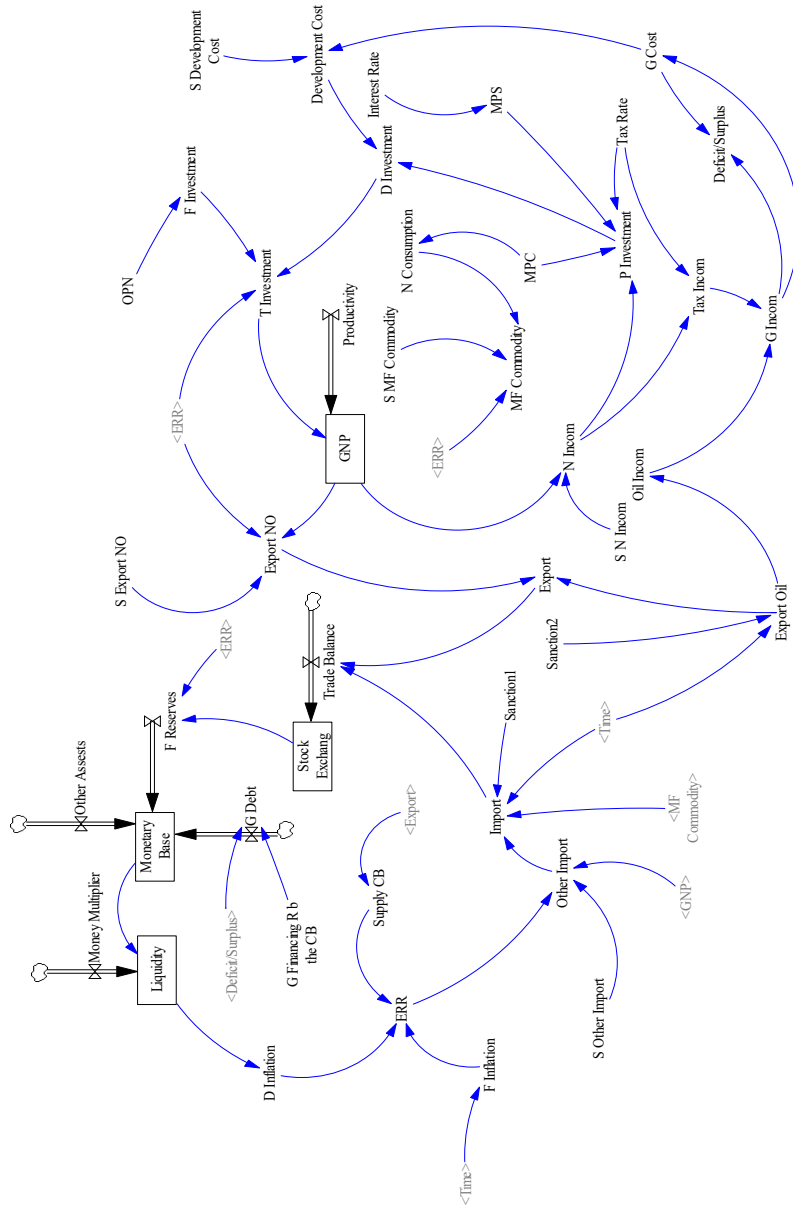 Money Multiplier
Other Assests
Liquidity
Monetary
Base
F Reserves
S Export NO
OPN
S Development
Cost
<ERR>
F Investment
<Deficit/Surplus>
G Debt
<ERR>
D Inflation
G Financing R b
the CB
Stock
Exchang
Trade Balance
Export NO
T Investment
Development Cost
GNP
Productivity
Interest Rate
Supply CB
S MF Commodity
D Investment
ERR
<Export>
N Consumption
<ERR>
<Time>
F Inflation
Import
Sanction1
MPS
MF Commodity
MPC
Export
Sanction2
Other Import
N Incom
S Other Import
<Time>
S N Incom
P Investment
Tax Rate
Oil Incom
G Cost
<GNP>
<MF
Commodity>
Tax Incom
Deficit/Surplus
Export Oil
G Incom